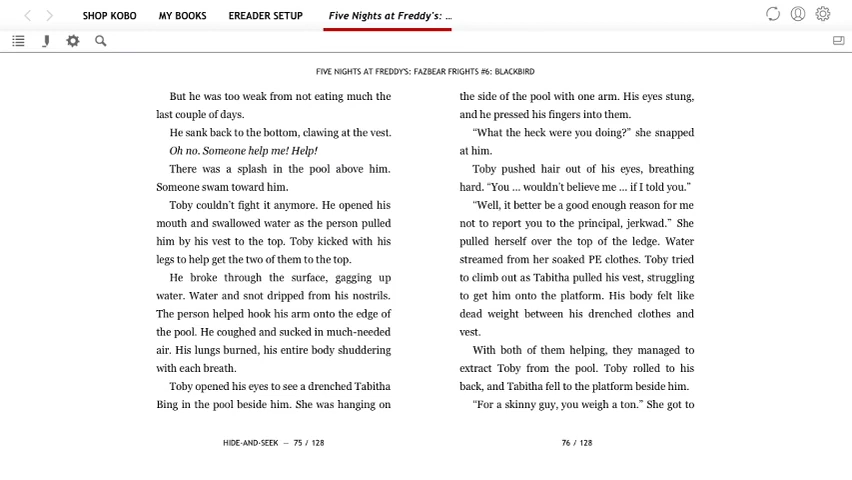 SHOP KOBO
MY BOOKS
EREADER SETUP
Five Nights at Freddy's: ...
FIVE NIGHTS AT FREDDY'S: FAZBEAR FRIGHTS #6: BLACKBIRD
But he was too weak from not eating much the
last couple of days.
He sank back to the bottom, clawing at the vest.
Oh no. Someone help me! Help!
There was a splash in the pool above him.
Someone swam toward him.
Toby couldn't fight it anymore. He opened his
mouth and swallowed water as the person pulled
him by his vest to the top. Toby kicked with his
legs to help get the two of them to the top.
He broke through the surface, gagging up
water. Water and snot dripped from his nostrils.
The person helped hook his arm onto the edge of
the pool. He coughed and sucked in much-needed
air. His lungs burned, his entire body shuddering
with each breath.
Toby opened his eyes to see a drenched Tabitha
Bing in the pool beside him. She was hanging on
HIDE-AND-SEEK — 75 / 128
the side of the pool with one arm. His eyes stung,
and he pressed his fingers into them.
“What the heck were you doing?” she snapped
at him.
Toby pushed hair out of his eyes, breathing
hard. “You ... wouldn't believe me ... if I told you.”
“Well, it better be a good enough reason for me
not to report you to the principal, jerkwad.” She
pulled herself over the top of the ledge. Water
streamed from her soaked PE clothes. Toby tried
to climb out as Tabitha pulled his vest, struggling
to get him onto the platform. His body felt like
dead weight between his drenched clothes and
vest.
With both of them helping, they managed to
extract Toby from the pool. Toby rolled to his
back, and Tabitha fell to the platform beside him.
“For a skinny guy, you weigh a ton.” She got to
76 / 128